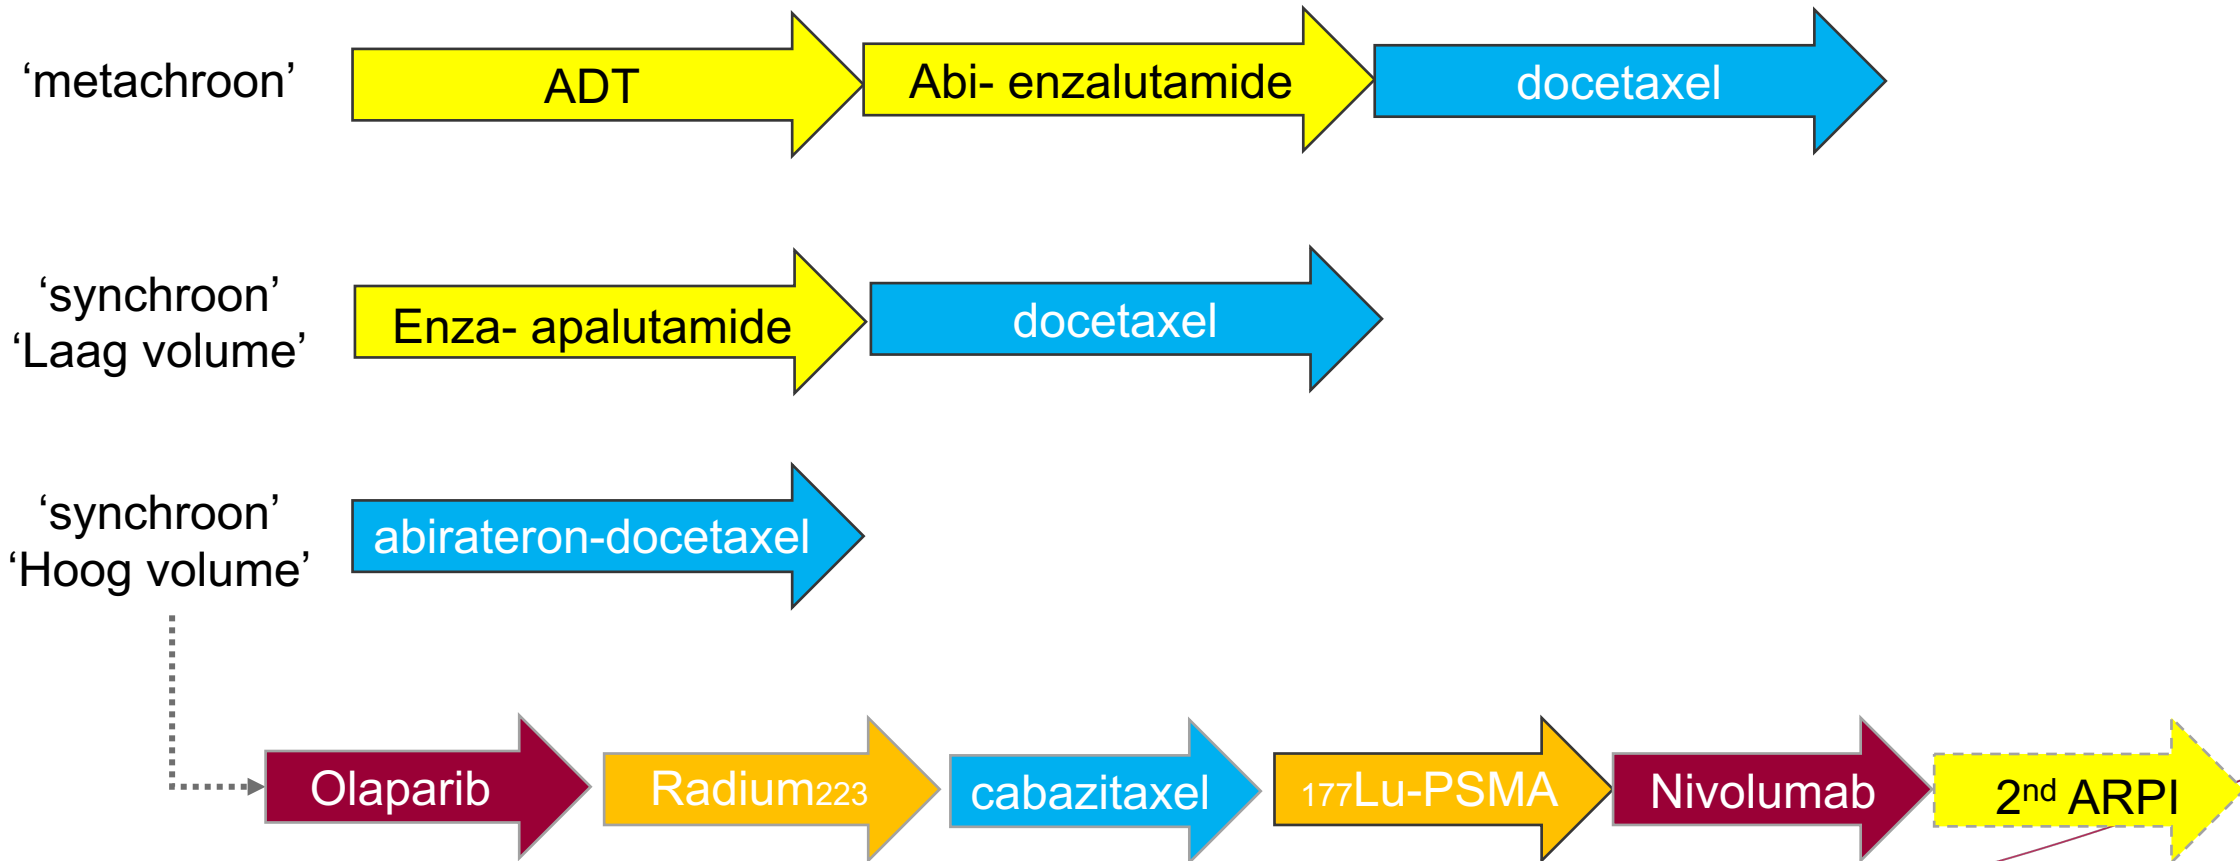 ‘metachroon’ ADT Abi- enzalutamide docetaxel
‘synchroon’
‘Laag volume’
Enza- apalutamide docetaxel
‘synchroon’
‘Hoog volume’
abirateron-docetaxel
Olaparib Radium223 cabazitaxel 177Lu-PSMA Nivolumab 2nd ARPI